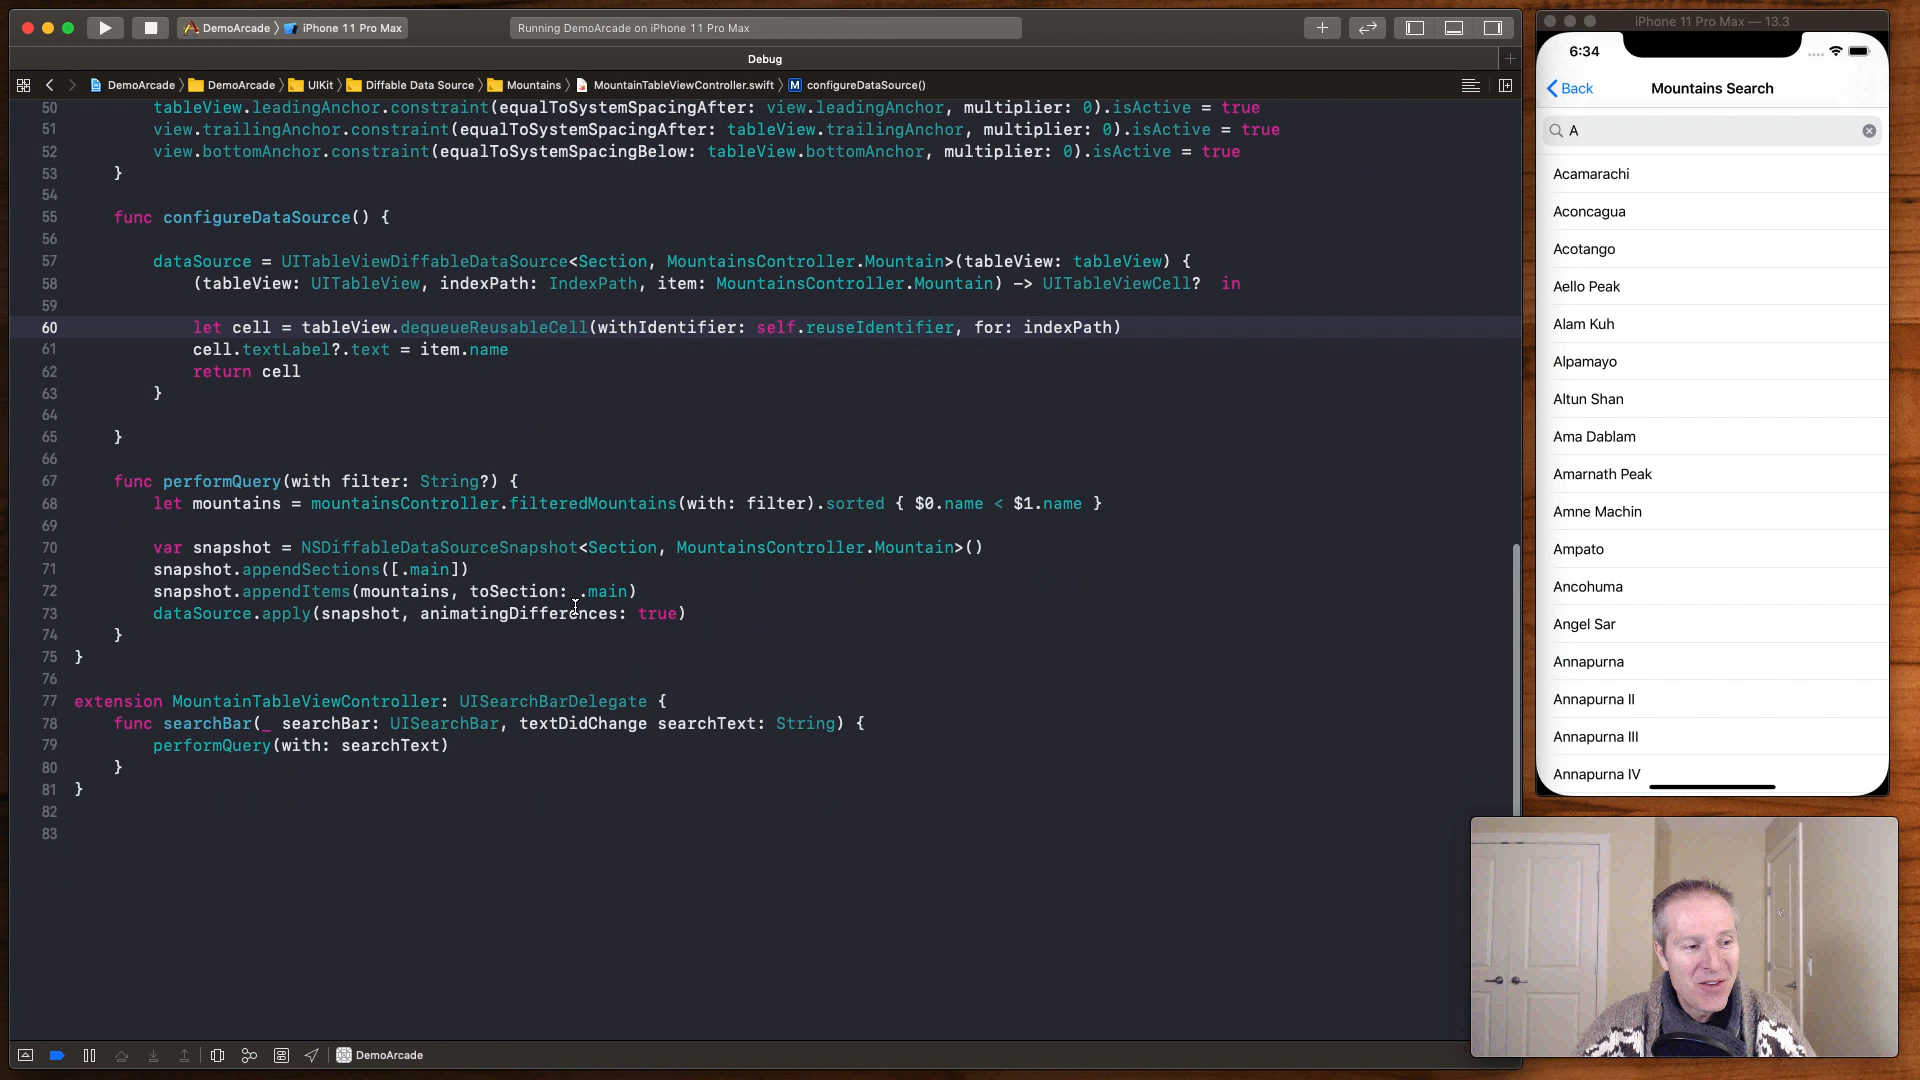 DemoArcade
iPhone 11 Pro Max
Running DemoArcade on iPhone 11 Pro Max
Debug
DemoArcade
DemoArcade
UIKit
Diffable Data Source
Mountains
MountainTableViewController.swift
M configureDataSource()
50 tableView.leadingAnchor.constraint(equalToSystemSpacingAfter: view.leadingAnchor, multiplier: 0).isActive = true
51 view.trailingAnchor.constraint(equalToSystemSpacingAfter: tableView.trailingAnchor, multiplier: 0).isActive = true
52 view.bottomAnchor.constraint(equalToSystemSpacingBelow: tableView.bottomAnchor, multiplier: 0).isActive = true
53 }
54
55 func configureDataSource() {
56
57 dataSource = UITableViewDiffableDataSource<Section, MountainsController.Mountain>(tableView: tableView) {
58 (tableView: UITableView, indexPath: IndexPath, item: MountainsController.Mountain) -> UITableViewCell? in
59
60 let cell = tableView.dequeueReusableCell(withIdentifier: self.reuseIdentifier, for: indexPath)
61 cell.textLabel?.text = item.name
62 return cell
63 }
64
65 }
66
67 func performQuery(with filter: String?) {
68 let mountains = mountainsController.filteredMountains(with: filter).sorted { $0.name < $1.name }
69
70 var snapshot = NSDiffableDataSourceSnapshot<Section, MountainsController.Mountain>()
71 snapshot.appendSections([.main])
72 snapshot.appendItems(mountains, toSection: .main)
73 dataSource.apply(snapshot, animatingDifferences: true)
74 }
75 }
76
77 extension MountainTableViewController: UISearchBarDelegate {
78 func searchBar(_ searchBar: UISearchBar, textDidChange searchText: String) {
79 performQuery(with: searchText)
80 }
81 }
82
83
DemoArcade
iPhone 11 Pro Max — 13.3
6:34
Back
Mountains Search
A
Acamarachi
Aconcagua
Acotango
Aello Peak
Alam Kuh
Alpamayo
Altun Shan
Ama Dablam
Amarnath Peak
Amne Machin
Ampato
Ancohuma
Angel Sar
Annapurna
Annapurna II
Annapurna III
Annapurna IV